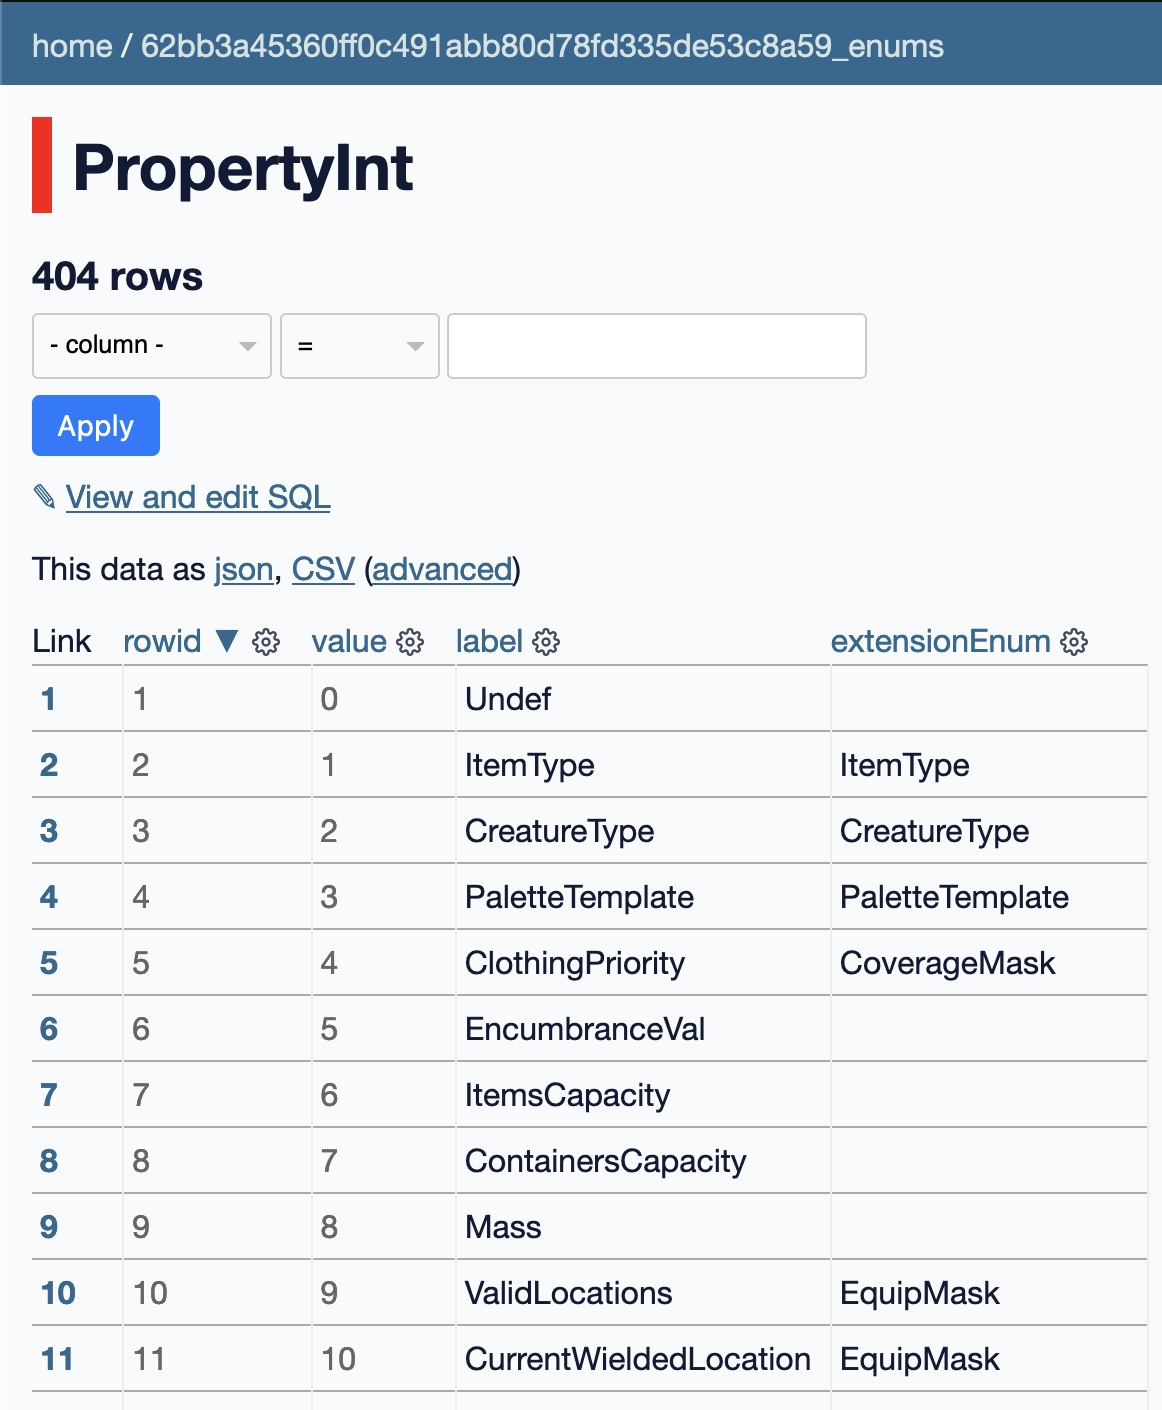 home / 62bb3a45360ff0c491abb80d78fd335de53c8a59_enums
PropertyInt
404 rows
- column - =
Apply
✎ View and edit SQL
This data as json, CSV (advanced)
Link rowid ▼ value label extensionEnum
1 1 0 Undef
2 2 1 ItemType ItemType
3 3 2 CreatureType CreatureType
4 4 3 PaletteTemplate PaletteTemplate
5 5 4 ClothingPriority CoverageMask
6 6 5 EncumbranceVal
7 7 6 ItemsCapacity
8 8 7 ContainersCapacity
9 9 8 Mass
10 10 9 ValidLocations EquipMask
11 11 10 CurrentWieldedLocation EquipMask